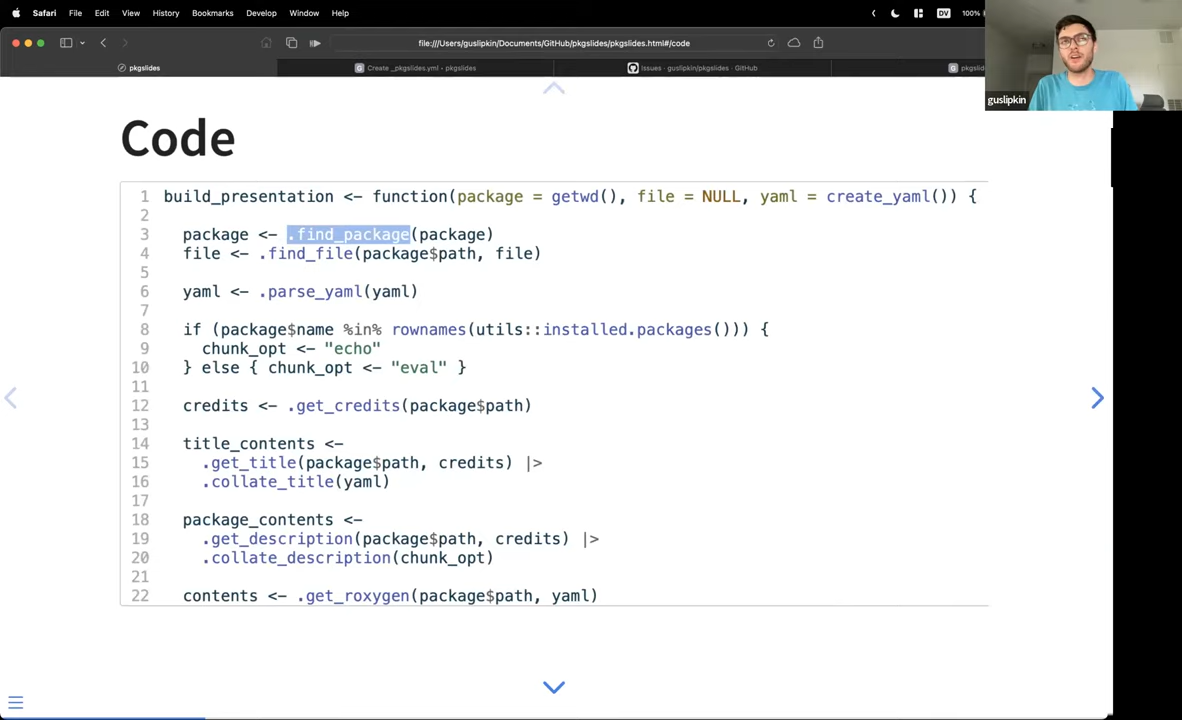 Safari File Edit View History Bookmarks Develop Window Help DV 100%
file:///Users/guslipkin/Documents/GitHub/pkgslides/pkgslides.html#/code
pkgslides
Create _pkgslides.yml · pkgslides
Issues · guslipkin/pkgslides · GitHub
pkgslid
guslipkin
Code
1 build_presentation <- function(package = getwd(), file = NULL, yaml = create_yaml()) {
2
3 package <- .find_package(package)
4 file <- .find_file(package$path, file)
5
6 yaml <- .parse_yaml(yaml)
7
8 if (package$name %in% rownames(utils::installed.packages())) {
9 chunk_opt <- "echo"
10 } else { chunk_opt <- "eval" }
11
12 credits <- .get_credits(package$path)
13
14 title_contents <-
15 .get_title(package$path, credits) |>
16 .collate_title(yaml)
17
18 package_contents <-
19 .get_description(package$path, credits) |>
20 .collate_description(chunk_opt)
21
22 contents <- .get_roxygen(package$path, yaml)